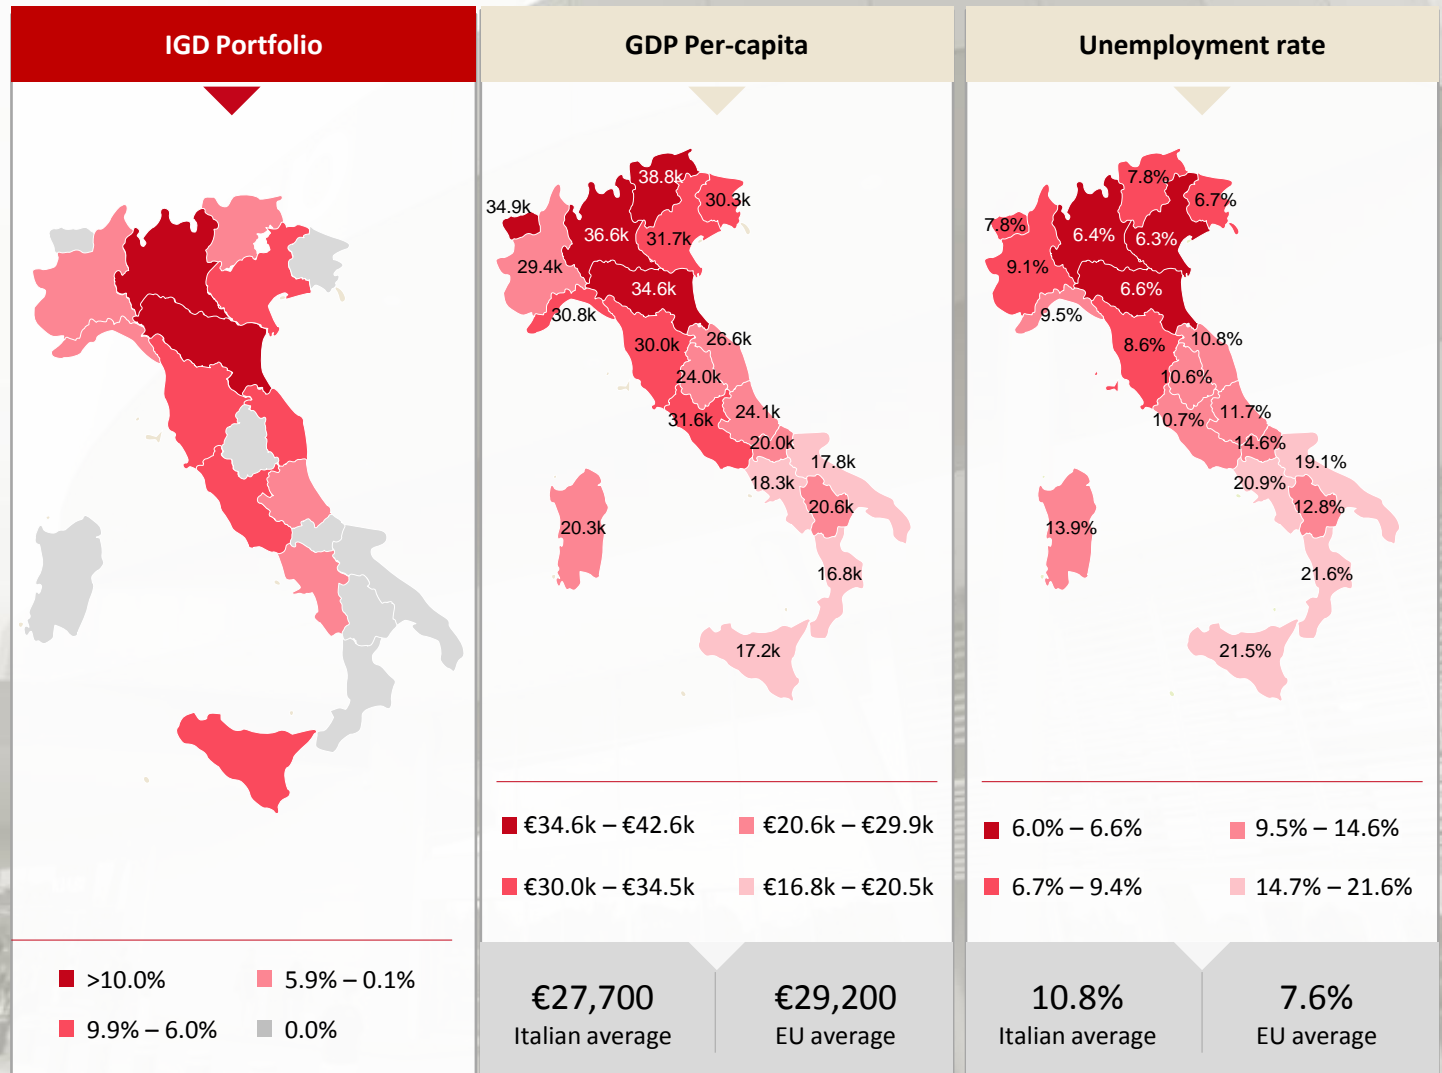 IGD Portfolio
>10.0%
5.9% – 0.1%
9.9% – 6.0%
0.0%
GDP Per-capita
38.8k
34.9k
30.3k
36.6k
31.7k
29.4k
34.6k
30.8k
30.0k
26.6k
24.0k
31.6k
24.1k
20.0k
17.8k
18.3k
20.6k
20.3k
16.8k
17.2k
€34.6k – €42.6k
€20.6k – €29.9k
€30.0k – €34.5k
€16.8k – €20.5k
€27,700
Italian average
€29,200
EU average
Unemployment rate
7.8%
6.7%
7.8%
6.4%
6.3%
9.1%
6.6%
9.5%
8.6%
10.8%
10.6%
10.7%
11.7%
14.6%
19.1%
20.9%
12.8%
13.9%
21.6%
21.5%
6.0% – 6.6%
9.5% – 14.6%
6.7% – 9.4%
14.7% – 21.6%
10.8%
Italian average
7.6%
EU average